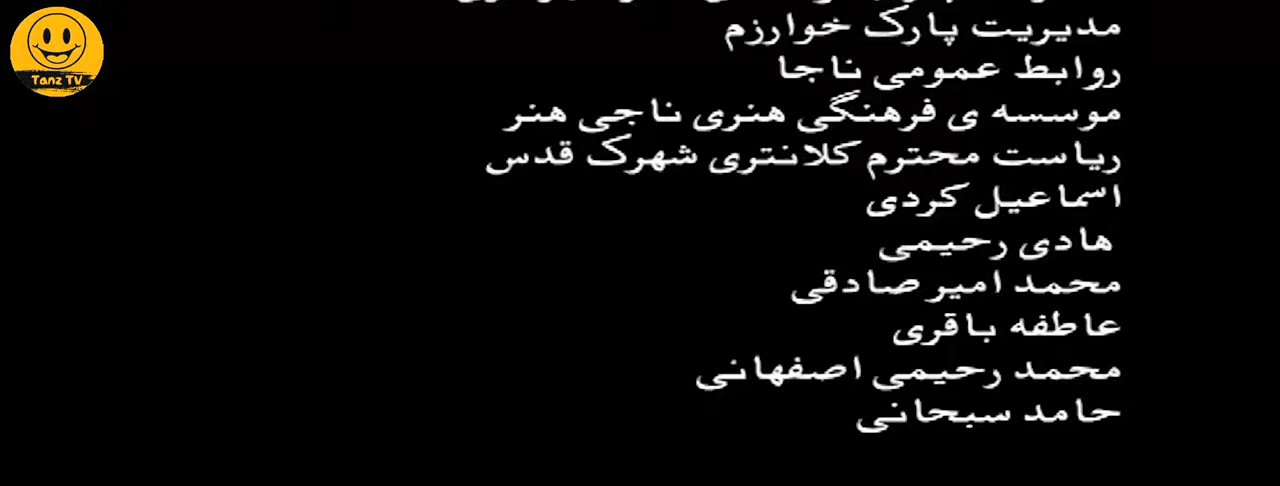 Tanz TV
مدیریت پارک خوارزم
روابط عمومی ناجا
موسسه ی فرهنگی هنری ناجی هنر
ریاست محترم کلانتری شهرک قدس
اسماعیل کردی
هادی رحیمی
محمد امیر صادقی
عاطفه باقری
محمد رحیمی اصفهانی
حامد سبحانی